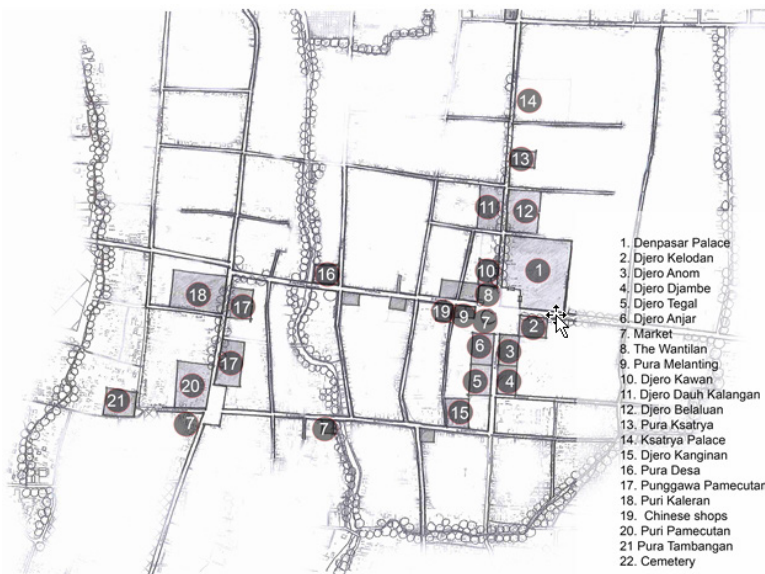 14
13
11
12
10
1
16
8
18
17
19
9
7
2
6
3
17
5
4
20
21
15
7
7
1. Denpasar Palace
2. Djero Kelodan
3. Djero Anom
4. Djero Djambe
5. Djero Tegal
6. Djero Anjar
7. Market
8. The Wantilan
9. Pura Melanting
10. Djero Kawan
11. Djero Dauh Kalangan
12. Djero Belaluan
13. Pura Ksatrya
14. Ksatrya Palace
15. Djero Kanginan
16. Pura Desa
17. Punggawa Pamecutan
18. Puri Kaleran
19. Chinese shops
20. Puri Pamecutan
21 Pura Tambangan
22. Cemetery